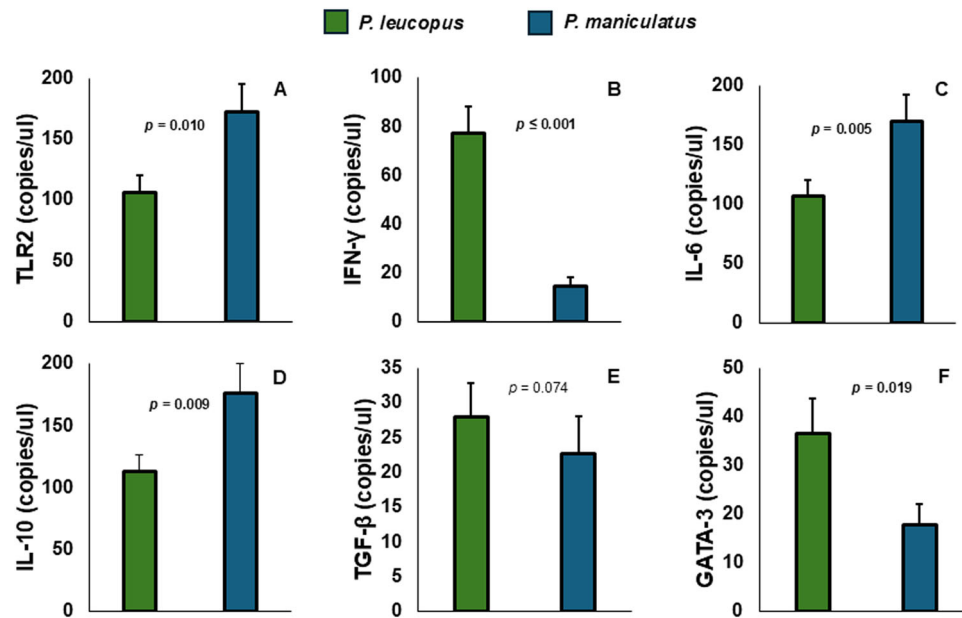 P. leucopus P. maniculatus
A
TLR2 (copies/ul)
200
150
100
50
0
p = 0.010
B
IFN-γ (copies/ul)
100
80
60
40
20
0
p ≤ 0.001
C
IL-6 (copies/ul)
200
150
100
50
0
p = 0.005
D
IL-10 (copies/ul)
200
150
100
50
0
p = 0.009
E
TGF-β (copies/ul)
35
30
25
20
15
10
5
0
p = 0.074
F
GATA-3 (copies/ul)
50
40
30
20
10
0
p = 0.019